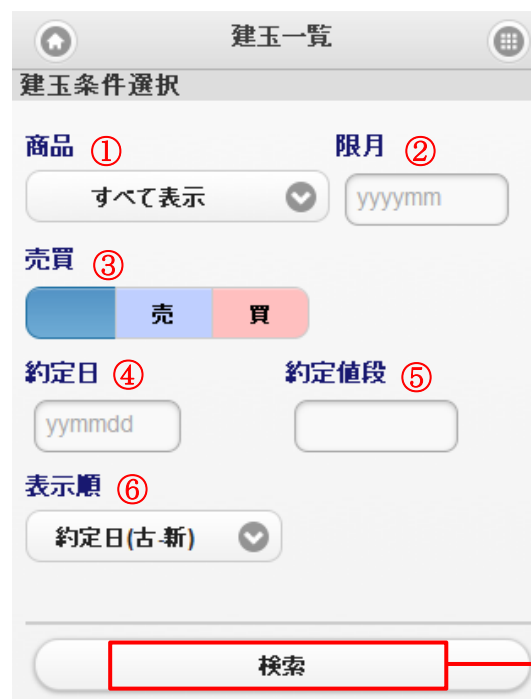 建玉一覧
建玉条件選択
商品 ① 限月 ②
すべて表示 yyyymm
売買 ③
売 買
約定日 ④ 約定値段 ⑤
yymmdd
表示順 ⑥
約定日(古-新)
検索